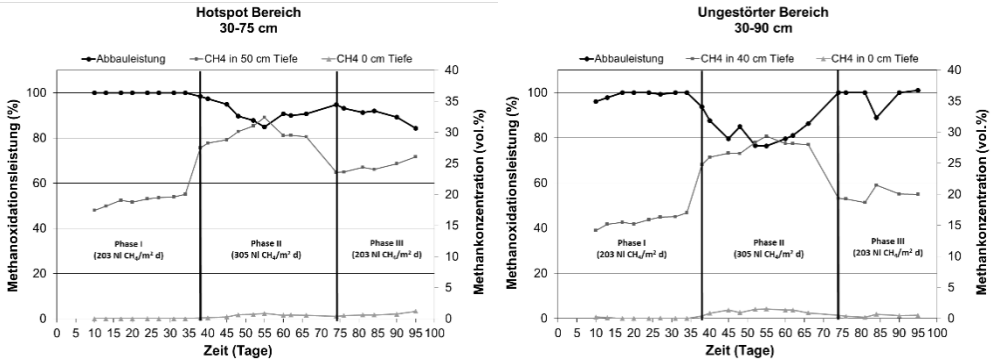 Hotspot Bereich
30-75 cm
Abbauleistung CH4 in 50 cm Tiefe CH4 0 cm Tiefe
Methanoxidationsleistung (%)
120
100
80
60
40
20
0
Phase I
(203 Nl CH₄/m² d)
Phase II
(305 Nl CH₄/m² d)
Phase III
(203 Nl CH₄/m² d)
40
35
30
25
20
15
10
5
0
Methankonzentration (vol.%)
0 5 10 15 20 25 30 35 40 45 50 55 60 65 70 75 80 85 90 95 100
Zeit (Tage)
Ungestörter Bereich
30-90 cm
Abbauleistung CH4 in 40 cm Tiefe CH4 in 0 cm Tiefe
Methanoxidationsleistung (%)
100
80
60
40
20
0
Phase I
(203 Nl CH₄/m² d)
Phase II
(305 Nl CH₄/m² d)
Phase III
(203 Nl CH₄/m² d)
40
35
30
25
20
15
10
5
0
Methankonzentration (vol.%)
0 5 10 15 20 25 30 35 40 45 50 55 60 65 70 75 80 85 90 95 100
Zeit (Tage)